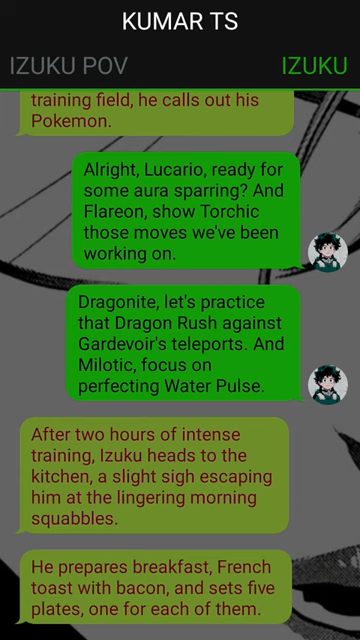 KUMAR TS
IZUKU POV
IZUKU
training field, he calls out his
Pokemon.
Alright, Lucario, ready for
some aura sparring? And
Flareon, show Torchic
those moves we've been
working on.
Dragonite, let's practice
that Dragon Rush against
Gardevoir's teleports. And
Milotic, focus on
perfecting Water Pulse.
After two hours of intense
training, Izuku heads to the
kitchen, a slight sigh escaping
him at the lingering morning
squabbles.
He prepares breakfast, French
toast with bacon, and sets five
plates, one for each of them.